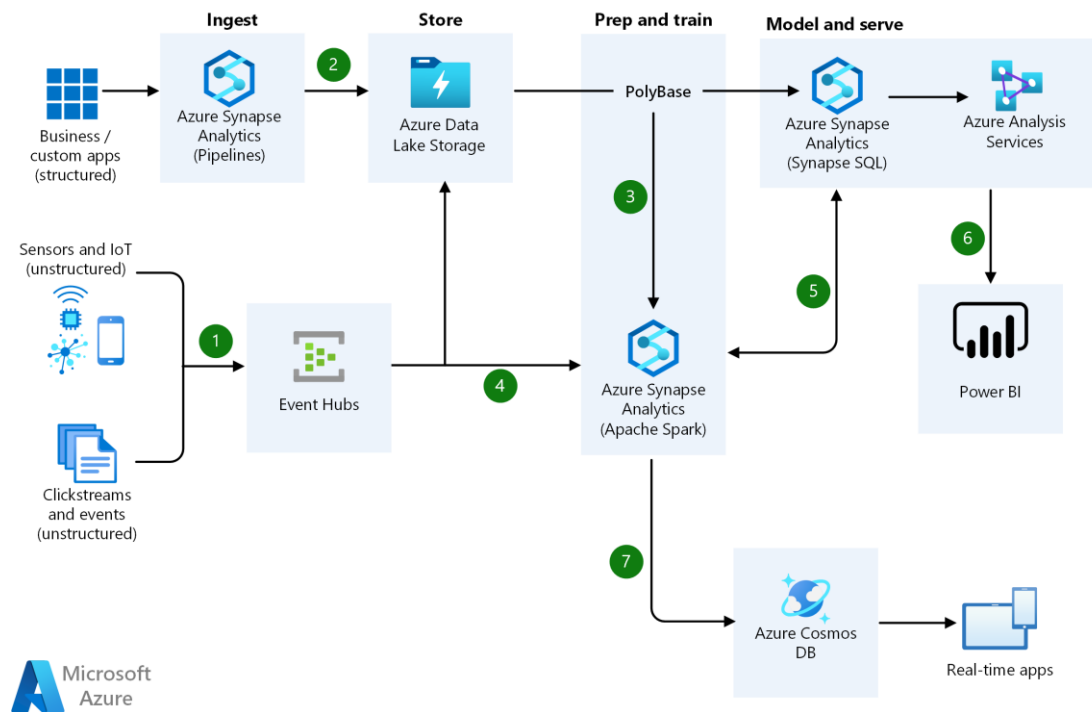 Ingest
Store
Prep and train
Model and serve
Business /
custom apps
(structured)
Azure Synapse
Analytics
(Pipelines)
2
Azure Data
Lake Storage
PolyBase
Azure Synapse
Analytics
(Synapse SQL)
Azure Analysis
Services
3
5
6
Sensors and IoT
(unstructured)
1
Event Hubs
4
Azure Synapse
Analytics
(Apache Spark)
Power BI
Clickstreams
and events
(unstructured)
7
Azure Cosmos
DB
Real-time apps
Microsoft
Azure